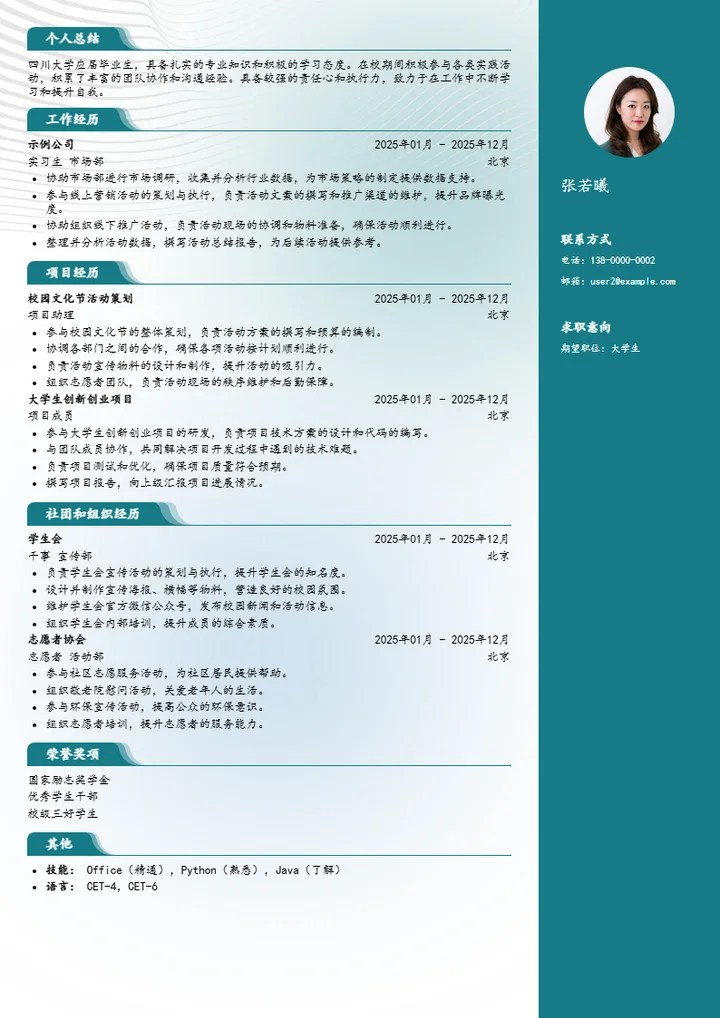 个人总结
四川大学应届毕业生，具备扎实的专业知识和积极的学习态度。在校期间积极参与各类实践活
动，积累了丰富的团队协作和沟通经验。具备较强的责任心和执行力，致力于在工作中不断学
习和提升自我。
工作经历
示例公司 2025年01月 - 2025年12月
实习生 市场部 北京
• 协助市场部进行市场调研，收集并分析行业数据，为市场策略的制定提供数据支持。
• 参与线上营销活动的策划与执行，负责活动文案的撰写和推广渠道的维护，提升品牌曝光
度。
• 协助组织线下推广活动，负责活动现场的协调和物料准备，确保活动顺利进行。
• 整理并分析活动数据，撰写活动总结报告，为后续活动提供参考。
项目经历
校园文化节活动策划 2025年01月 - 2025年12月
项目助理 北京
• 参与校园文化节的整体策划，负责活动方案的撰写和预算的编制。
• 协调各部门之间的合作，确保各项活动按计划顺利进行。
• 负责活动宣传物料的设计和制作，提升活动的吸引力。
• 组织志愿者团队，负责活动现场的秩序维护和后勤保障。
大学生创新创业项目 2025年01月 - 2025年12月
项目成员 北京
• 参与大学生创新创业项目的研发，负责项目技术方案的设计和代码的编写。
• 与团队成员协作，共同解决项目开发过程中遇到的技术难题。
• 负责项目测试和优化，确保项目质量符合预期。
• 撰写项目报告，向上级汇报项目进展情况。
社团和组织经历
学生会 2025年01月 - 2025年12月
干事 宣传部 北京
• 负责学生会宣传活动的策划与执行，提升学生会的知名度。
• 设计并制作宣传海报、横幅等物料，营造良好的校园氛围。
• 维护学生会官方微信公众号，发布校园新闻和活动信息。
• 组织学生会内部培训，提升成员的综合素质。
志愿者协会 2025年01月 - 2025年12月
志愿者 活动部 北京
• 参与社区志愿服务活动，为社区居民提供帮助。
• 组织敬老院慰问活动，关爱老年人的生活。
• 参与环保宣传活动，提高公众的环保意识。
• 组织志愿者培训，提升志愿者的服务能力。
荣誉奖项
国家励志奖学金
优秀学生干部
校级三好学生
其他
• 技能： Office（精通），Python（熟悉），Java（了解）
• 语言： CET-4，CET-6
张若曦
联系方式
电话：138-0000-0002
邮箱：user2@example.com
求职意向
期望职位：大学生